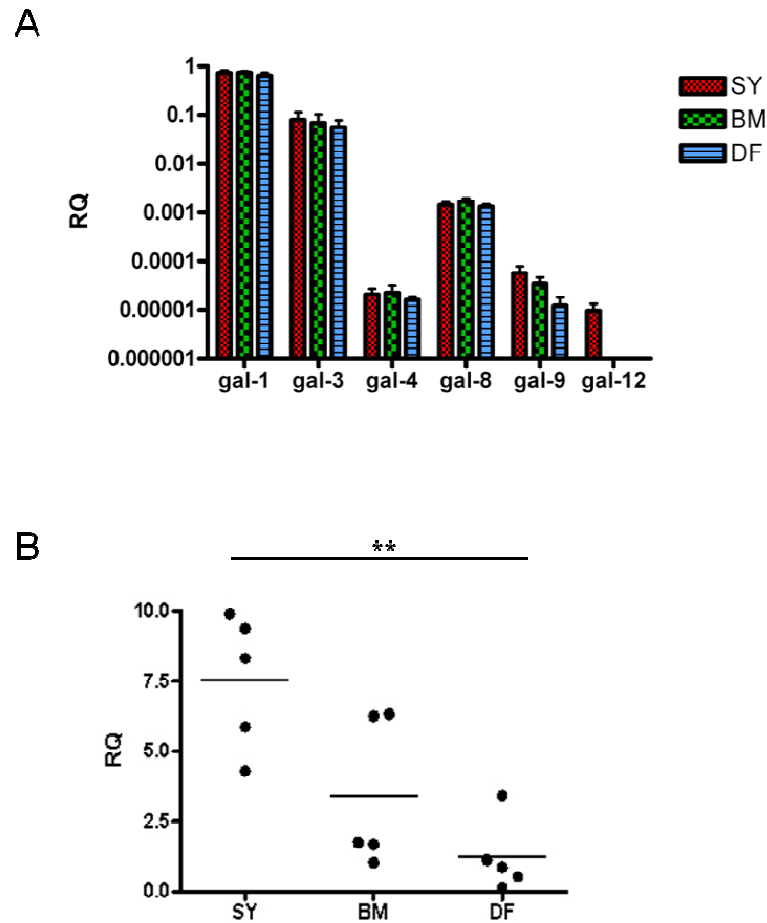 A
1
0.1
0.01
0.001
0.0001
0.00001
0.000001
RQ
gal-1 gal-3 gal-4 gal-8 gal-9 gal-12
SY
BM
DF
B
**
10.0
7.5
5.0
2.5
0.0
RQ
SY BM DF